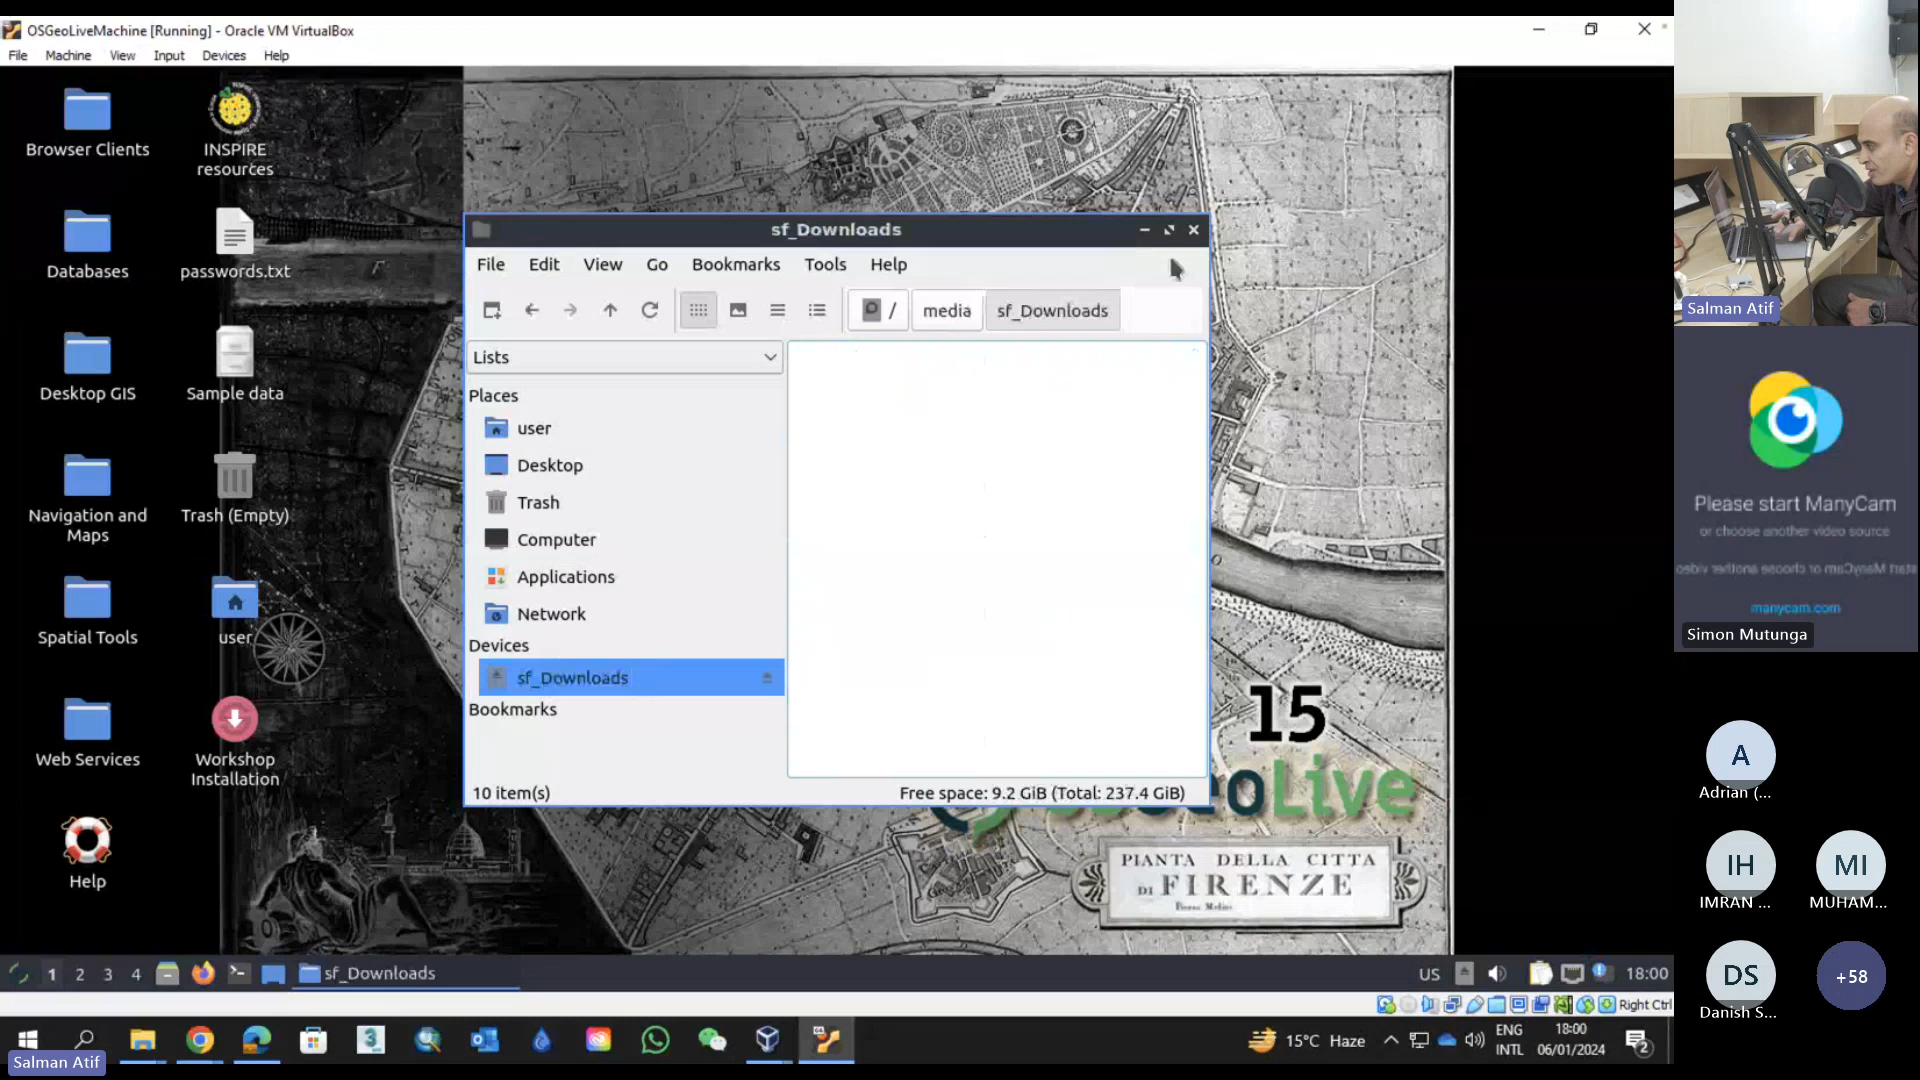 OSGeoLiveMachine [Running] - Oracle VM VirtualBox
File Machine View Input Devices Help
Browser Clients
INSPIRE
resources
Databases
passwords.txt
Desktop GIS
Sample data
Navigation and
Maps
Trash (Empty)
Spatial Tools
user
Web Services
Workshop
Installation
Help
sf_Downloads
File Edit View Go Bookmarks Tools Help
/ media sf_Downloads
Lists
Places
user
Desktop
Trash
Computer
Applications
Network
Devices
sf_Downloads
Bookmarks
10 item(s)
Free space: 9.2 GiB (Total: 237.4 GiB)
15
eoLive
PIANTA DELLA CITTA
DI FIRENZE
1 2 3 4 sf_Downloads US 18:00
Right Ctrl
15°C Haze
ENG
INTL
18:00
06/01/2024
2
Salman Atif
Salman Atif
Please start ManyCam
or choose another video source
manycam.com
Simon Mutunga
A
Adrian (...
IH
IMRAN ...
MI
MUHAM...
DS
Danish S...
+58